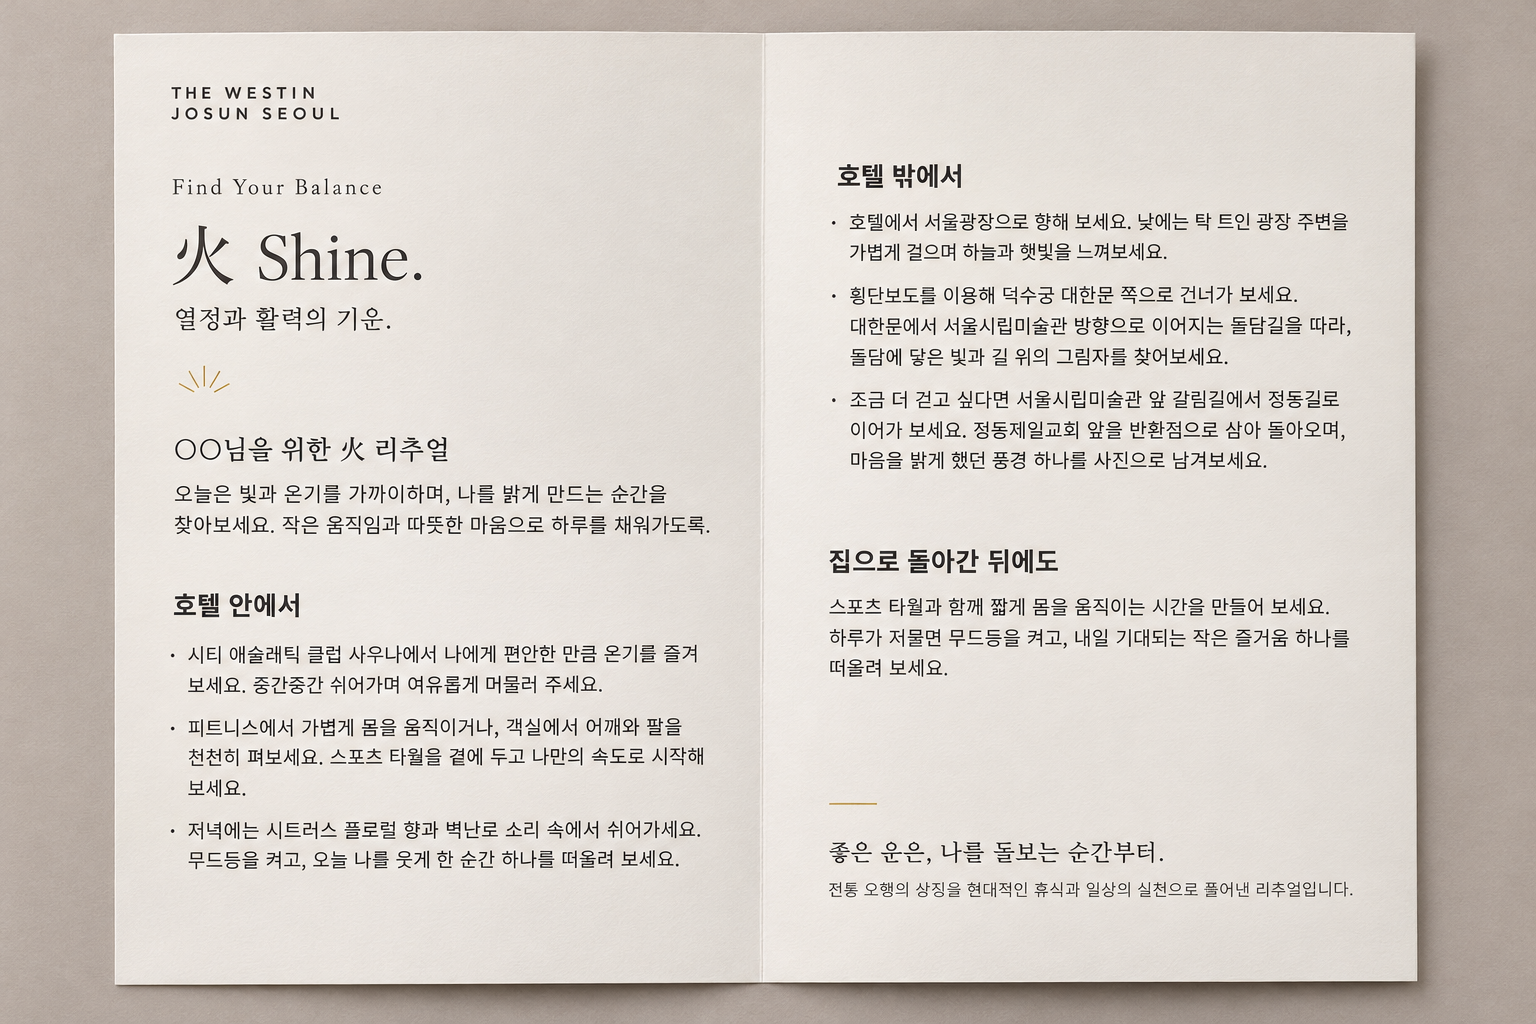 THE WESTIN
JOSUN SEOUL
Find Your Balance
火 Shine.
열정과 활력의 기운.
○○님을 위한 火 리추얼
오늘은 빛과 온기를 가까이하며, 나를 밝게 만드는 순간을
찾아보세요. 작은 움직임과 따뜻한 마움으로 하루를 채워가도록.
호텔 안에서
• 시티 애슬래틱 클럽 사우나에서 나에게 편안한 만큼 온기를 즐겨
보세요. 중간중간 쉬어가며 여유롭게 머물러 주세요.
• 피트니스에서 가볍게 몸을 움직이거나, 객실에서 어깨와 팔을
천천히 펴보세요. 스포츠 타월을 곁에 두고 나만의 속도로 시작해
보세요.
• 저녁에는 시트러스 플로럴 향과 벽난로 소리 속에서 쉬어가세요.
무드등을 켜고, 오늘 나를 웃게 한 순간 하나를 떠올려 보세요.
호텔 밖에서
• 호텔에서 서울광장으로 향해 보세요. 낮에는 탁 트인 광장 주변을
가볍게 걸으며 하늘과 햇빛을 느껴보세요.
• 횡단보도를 이용해 덕수궁 대한문 쪽으로 건너가 보세요.
대한문에서 서울시립미술관 방향으로 이어지는 돌담길을 따라,
돌담에 닿은 빛과 길 위의 그림자를 찾어보세요.
• 조금 더 걷고 싶다면 서울시립미술관 앞 갈림길에서 정동길로
이어가 보세요. 정동제일교회 앞을 반환점으로 삼아 돌아오며,
마음을 밝게 했던 풍경 하나를 사진으로 남겨보세요.
집으로 돌아간 뒤에도
스포츠 타월과 함께 짧게 몸을 움직이는 시간을 만들어 보세요.
하루가 저물면 무드등을 켜고, 내일 기대되는 작은 즐거움 하나를
떠올려 보세요.
좋은 운은, 나를 돌보는 순간부터.
전통 오행의 상징을 현대적인 휴식과 일상의 실천으로 풀어낸 리추얼입니다.